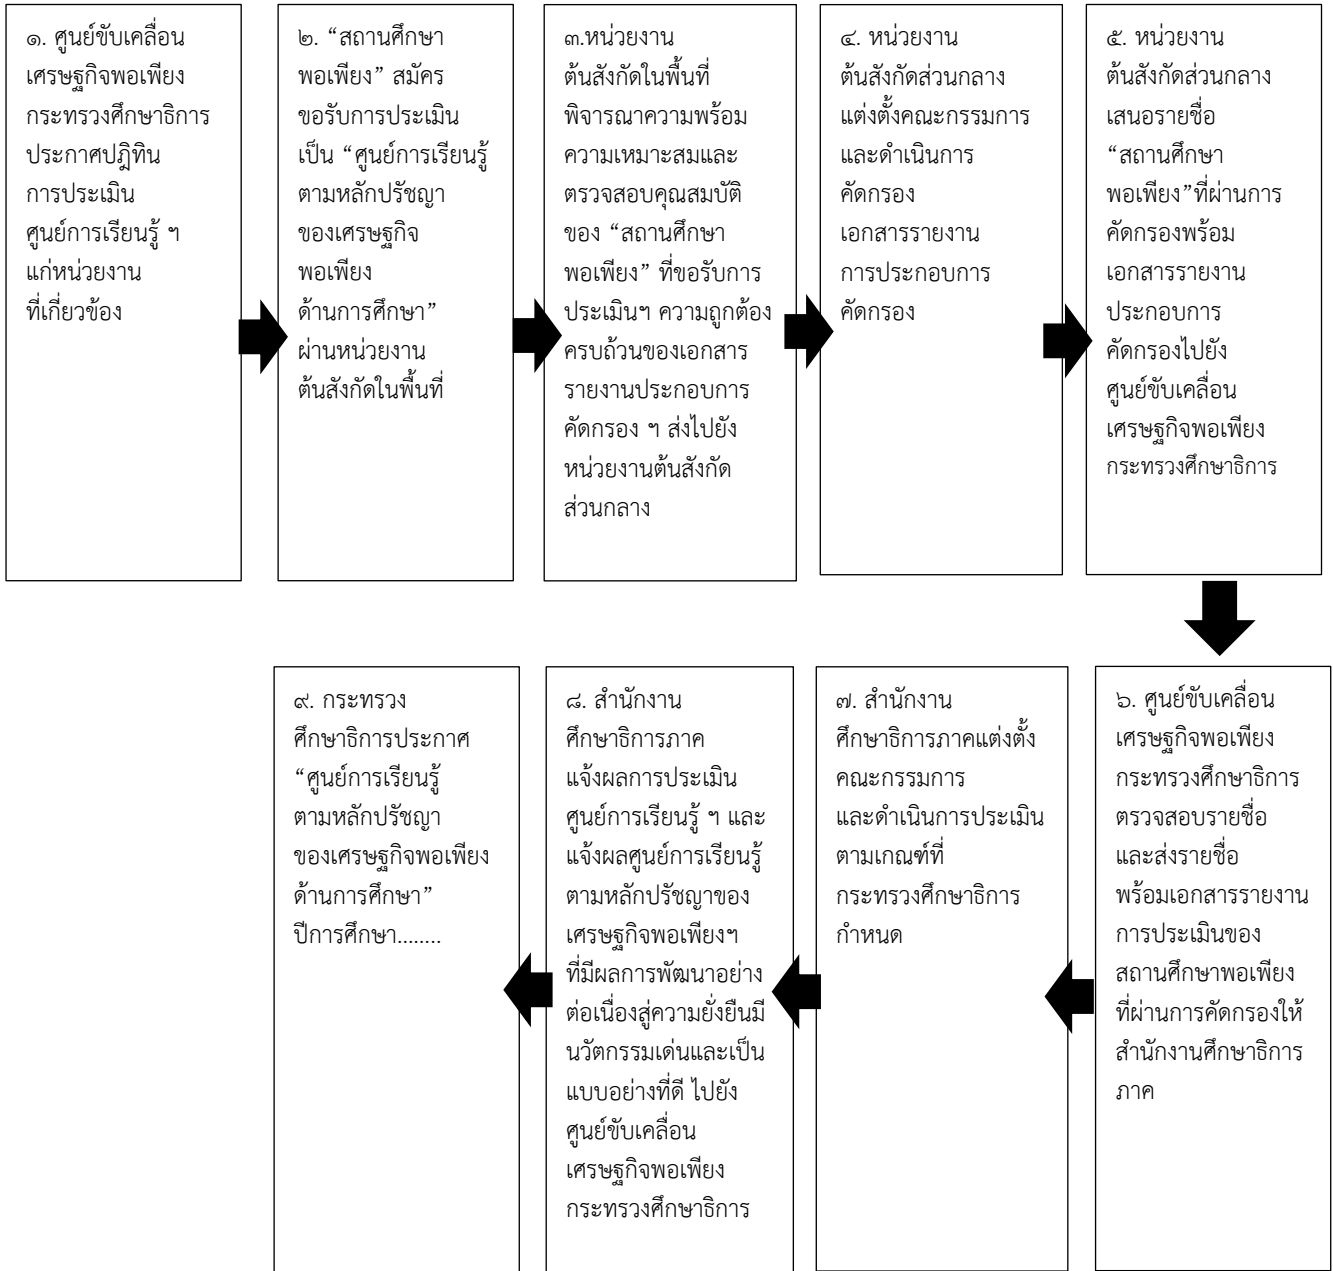 ๑. ศูนย์ขับเคลื่อน
เศรษฐกิจพอเพียง
กระทรวงศึกษาธิการ
ประกาศปฏิทิน
การประเมิน
ศูนย์การเรียนรู้ ฯ
แก่หน่วยงาน
ที่เกี่ยวข้อง
๒. “สถานศึกษา
พอเพียง” สมัคร
ขอรับการประเมิน
เป็น “ศูนย์การเรียนรู้
ตามหลักปรัชญา
ของเศรษฐกิจ
พอเพียง
ด้านการศึกษา”
ผ่านหน่วยงาน
ต้นสังกัดในพื้นที่
๓.หน่วยงาน
ต้นสังกัดในพื้นที่
พิจารณาความพร้อม
ความเหมาะสมและ
ตรวจสอบคุณสมบัติ
ของ “สถานศึกษา
พอเพียง” ที่ขอรับการ
ประเมินฯ ความถูกต้อง
ครบถ้วนของเอกสาร
รายงานประกอบการ
คัดกรอง ฯ ส่งไปยัง
หน่วยงานต้นสังกัด
ส่วนกลาง
๔. หน่วยงาน
ต้นสังกัดส่วนกลาง
แต่งตั้งคณะกรรมการ
และดำเนินการ
คัดกรอง
เอกสารรายงาน
การประกอบการ
คัดกรอง
๕. หน่วยงาน
ต้นสังกัดส่วนกลาง
เสนอรายชื่อ
“สถานศึกษา
พอเพียง”ที่ผ่านการ
คัดกรองพร้อม
เอกสารรายงาน
ประกอบการ
คัดกรองไปยัง
ศูนย์ขับเคลื่อน
เศรษฐกิจพอเพียง
กระทรวงศึกษาธิการ
๖. ศูนย์ขับเคลื่อน
เศรษฐกิจพอเพียง
กระทรวงศึกษาธิการ
ตรวจสอบรายชื่อ
และส่งรายชื่อ
พร้อมเอกสารรายงาน
การประเมินของ
สถานศึกษาพอเพียง
ที่ผ่านการคัดกรองให้
สำนักงานศึกษาธิการ
ภาค
๗. สำนักงาน
ศึกษาธิการภาคแต่งตั้ง
คณะกรรมการ
และดำเนินการประเมิน
ตามเกณฑ์ที่
กระทรวงศึกษาธิการ
กำหนด
๘. สำนักงาน
ศึกษาธิการภาค
แจ้งผลการประเมิน
ศูนย์การเรียนรู้ ฯ และ
แจ้งผลศูนย์การเรียนรู้
ตามหลักปรัชญาของ
เศรษฐกิจพอเพียงฯ
ที่มีผลการพัฒนาอย่าง
ต่อเนื่องสู่ความยั่งยืนมี
นวัตกรรมเด่นและเป็น
แบบอย่างที่ดี ไปยัง
ศูนย์ขับเคลื่อน
เศรษฐกิจพอเพียง
กระทรวงศึกษาธิการ
๙. กระทรวง
ศึกษาธิการประกาศ
“ศูนย์การเรียนรู้
ตามหลักปรัชญา
ของเศรษฐกิจพอเพียง
ด้านการศึกษา”
ปีการศึกษา........